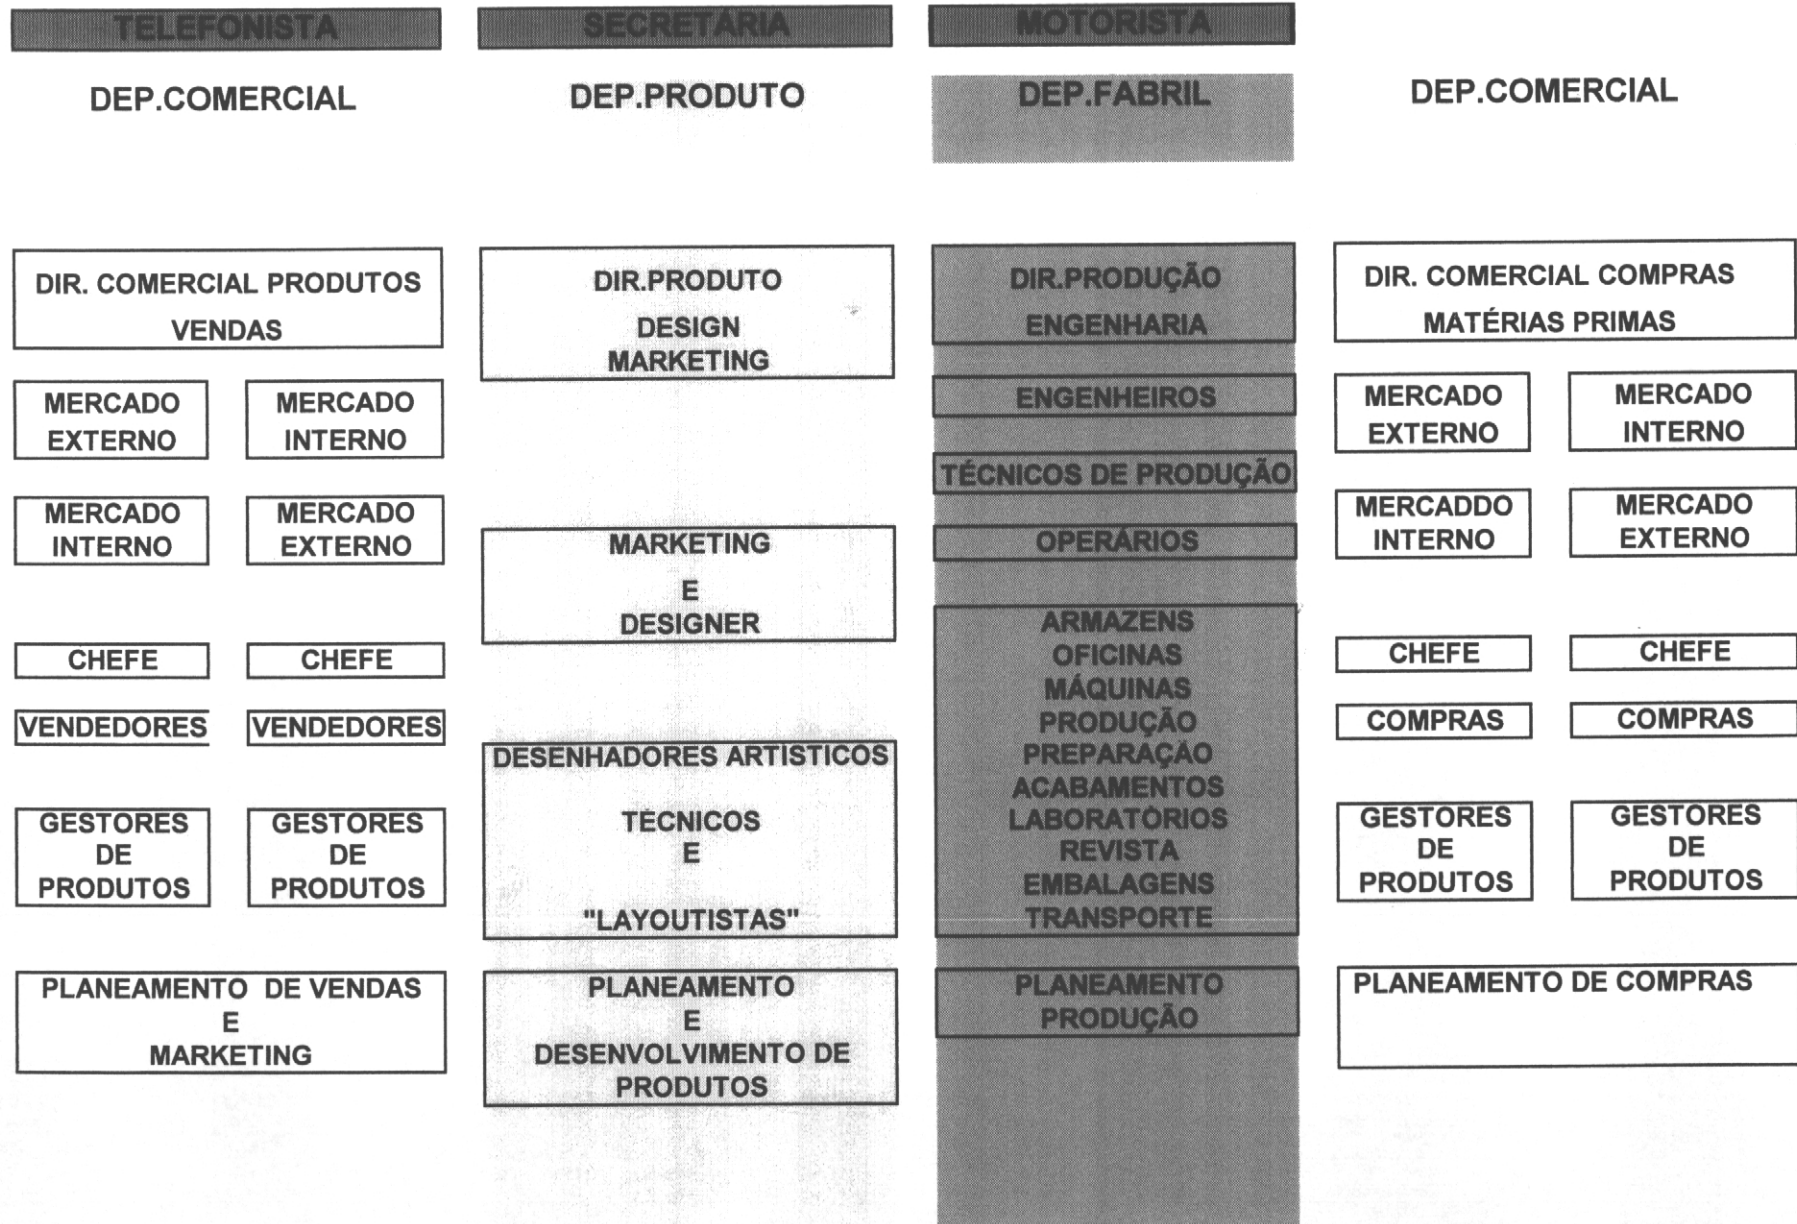 TELEFONISTA
SECRETÁRIA
MOTORISTA
DEP.COMERCIAL
DEP.PRODUTO
DEP.FABRIL
DEP.COMERCIAL
DIR. COMERCIAL PRODUTOS
VENDAS
MERCADO
EXTERNO
MERCADO
INTERNO
MERCADO
INTERNO
MERCADO
EXTERNO
CHEFE
CHEFE
VENDEDORES
VENDEDORES
GESTORES
DE
PRODUTOS
GESTORES
DE
PRODUTOS
PLANEAMENTO DE VENDAS
E
MARKETING
DIR.PRODUTO
DESIGN
MARKETING
MARKETING
E
DESIGNER
DESENHADORES ARTISTICOS
TÉCNICOS
E
"LAYOUTISTAS"
PLANEAMENTO
E
DESENVOLVIMENTO DE
PRODUTOS
DIR.PRODUÇÃO
ENGENHARIA
ENGENHEIROS
TÉCNICOS DE PRODUÇÃO
OPERÁRIOS
ARMAZENS
OFICINAS
MÁQUINAS
PRODUÇÃO
PREPARAÇÃO
ACABAMENTOS
LABORATÓRIOS
REVISTA
EMBALAGENS
TRANSPORTE
PLANEAMENTO
PRODUÇÃO
DIR. COMERCIAL COMPRAS
MATÉRIAS PRIMAS
MERCADO
EXTERNO
MERCADO
INTERNO
MERCADDO
INTERNO
MERCADO
EXTERNO
CHEFE
CHEFE
COMPRAS
COMPRAS
GESTORES
DE
PRODUTOS
GESTORES
DE
PRODUTOS
PLANEAMENTO DE COMPRAS